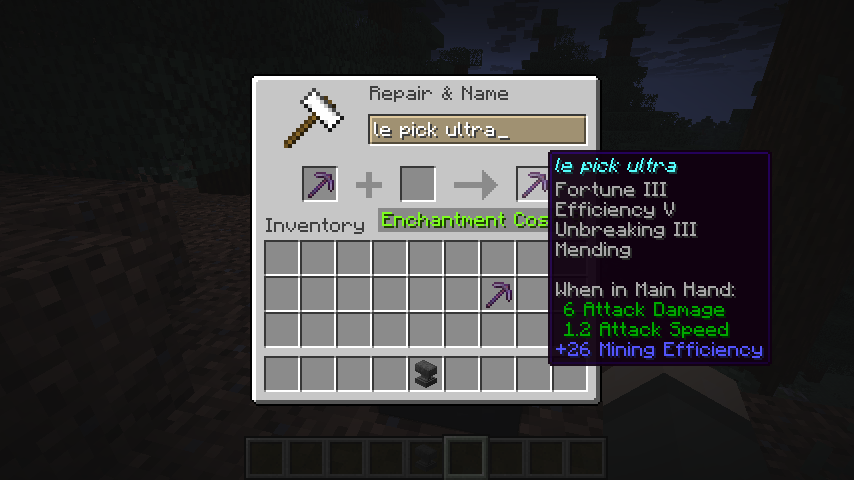 Repair & Name
le pick ultra_
le pick ultra
Fortune III
Efficiency V
Unbreaking III
Mending
When in Main Hand:
6 Attack Damage
1.2 Attack Speed
+26 Mining Efficiency
Enchantment Cos
Inventory